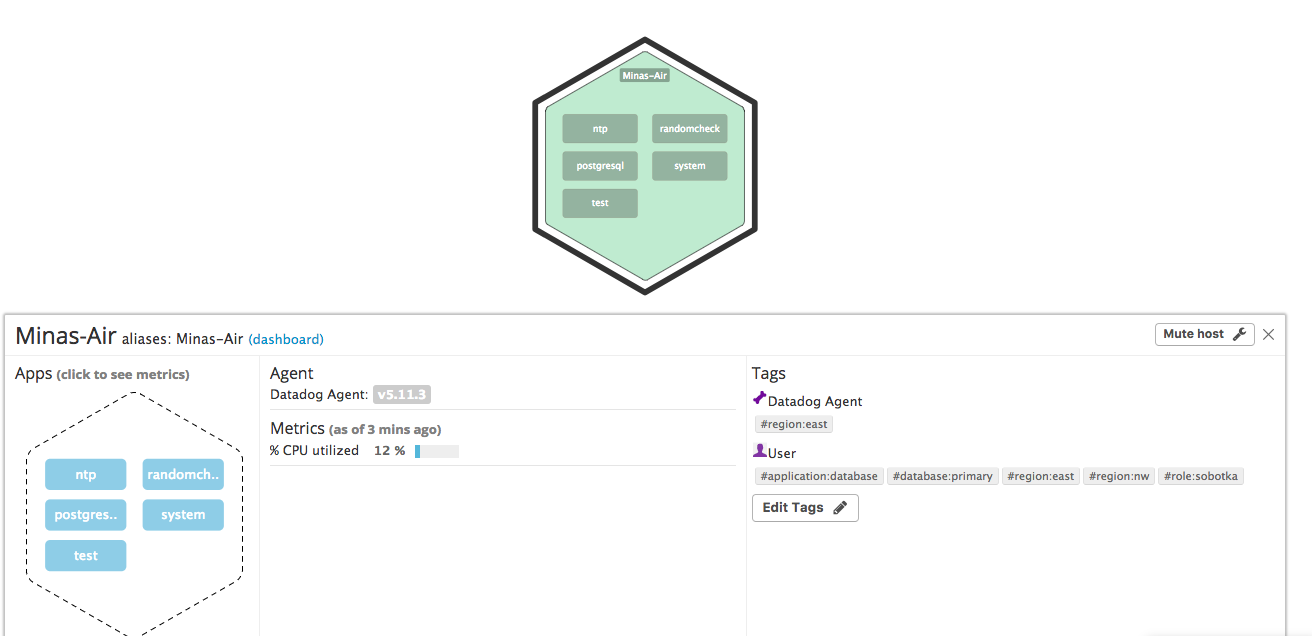 Minas-Air
ntp randomcheck
postgresql system
test
Minas-Air aliases: Minas-Air (dashboard)
Mute host
Apps (click to see metrics)
ntp randomch..
postgres.. system
test
Agent
Datadog Agent: v5.11.3
Metrics (as of 3 mins ago)
% CPU utilized 12 %
Tags
Datadog Agent
#region:east
User
#application:database #database:primary #region:east #region:nw #role:sobotka
Edit Tags